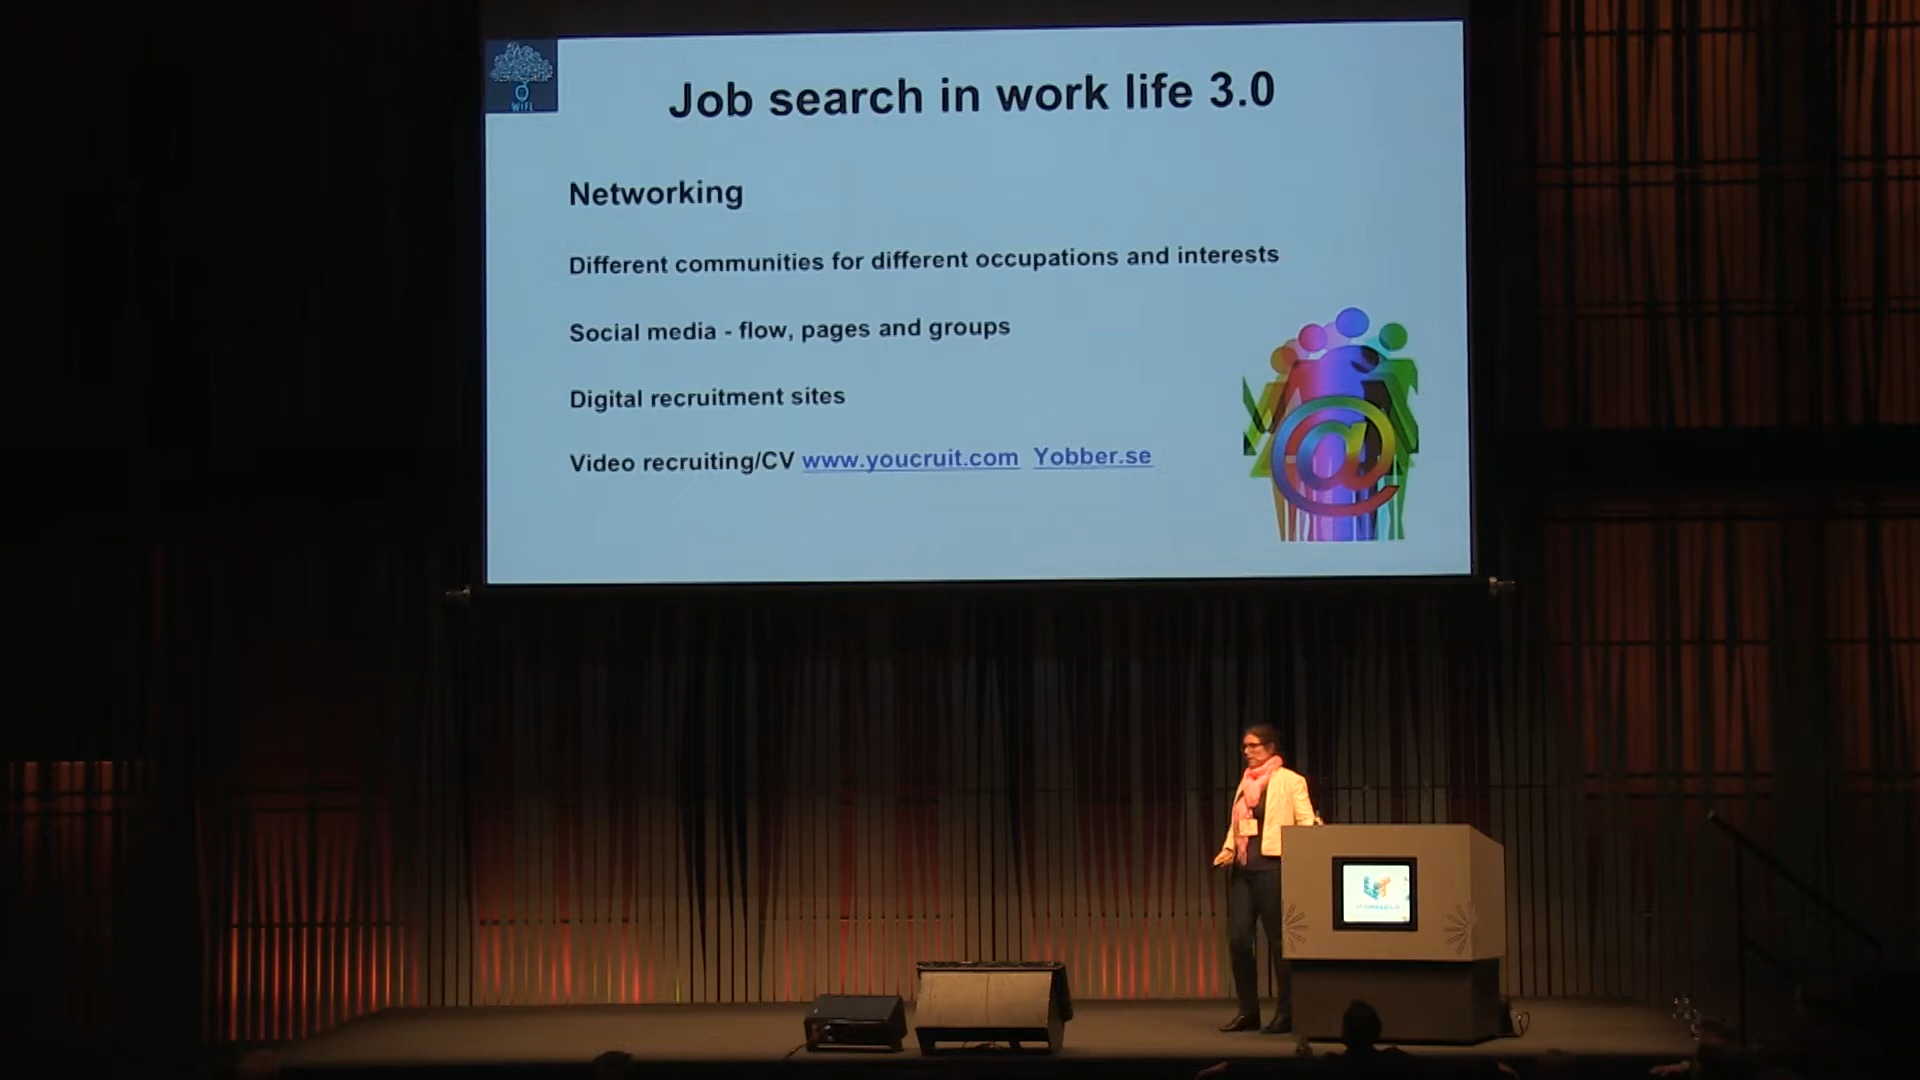 WIFI
Job search in work life 3.0
Networking
Different communities for different occupations and interests
Social media - flow, pages and groups
Digital recruitment sites
Video recruiting/CV www.youcruit.com Yobber.se
@